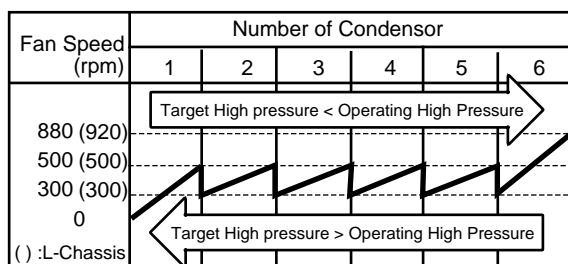 Fan Speed
(rpm)
Number of Condensor
1 2 3 4 5 6
Target High pressure < Operating High Pressure
880 (920)
500 (500)
300 (300)
0
Target High pressure > Operating High Pressure
( ) :L-Chassis